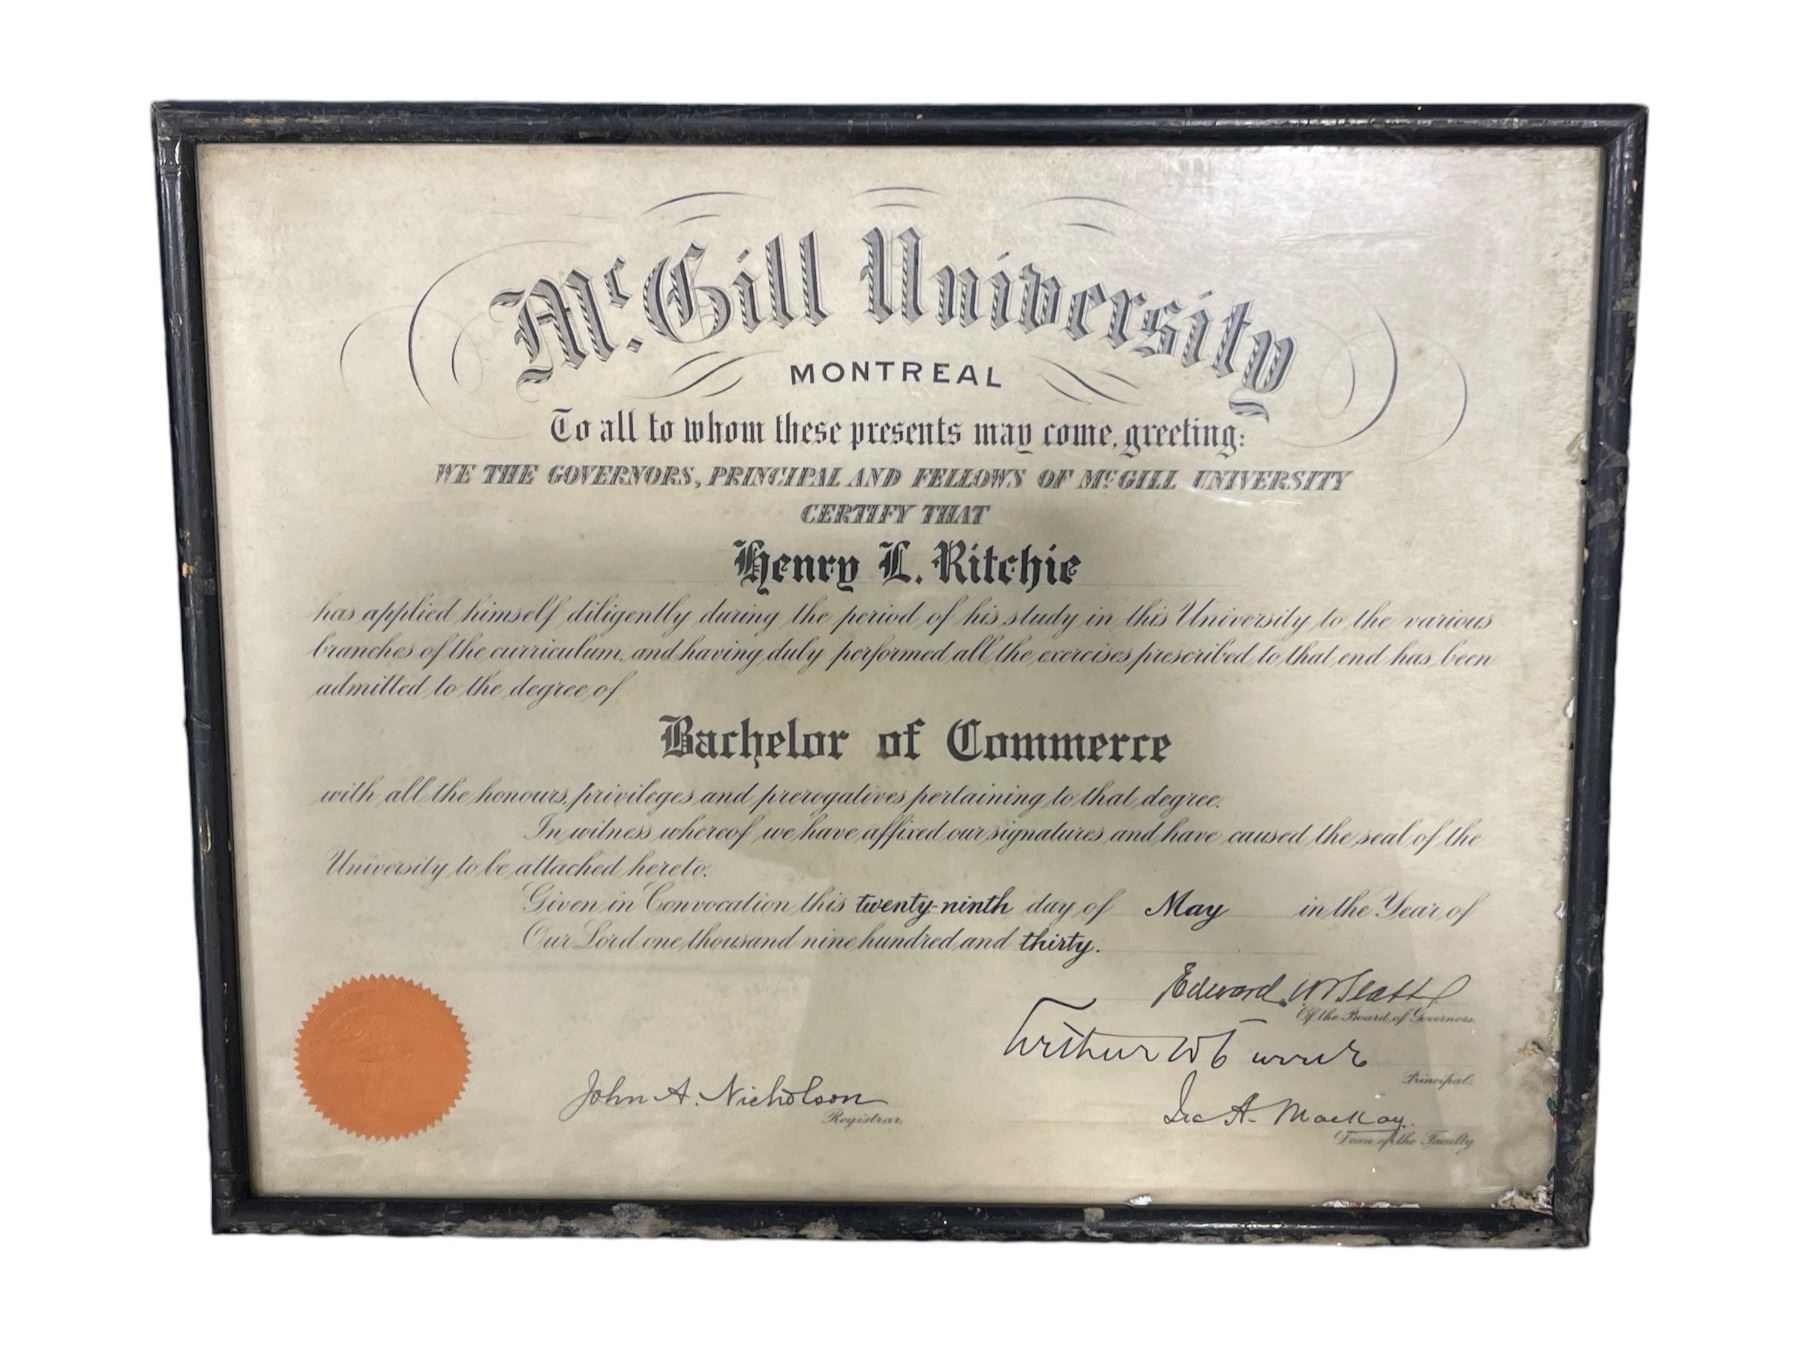 McGill University
MONTREAL
To all to whom these presents may come, greeting:
WE THE GOVERNORS, PRINCIPAL AND FELLOWS OF McGILL UNIVERSITY
CERTIFY THAT
Henry L. Ritchie
has applied himself diligently during the period of his study in this University to the various
branches of the curriculum, and having duly performed all the exercises prescribed to that end has been
admitted to the degree of
Bachelor of Commerce
with all the honours, privileges and prerogatives pertaining to that degree.
In witness whereof we have affixed our signatures and have caused the seal of the
University to be attached hereto.
Given in Convocation this twenty-ninth day of May in the Year of
Our Lord one thousand nine hundred and thirty.
Edward W Beatty
Of the Board of Governors.
Arthur W Currie
Principal.
John A. Nicholson
Registrar.
Ira A. Mackay.
Dean of the Faculty